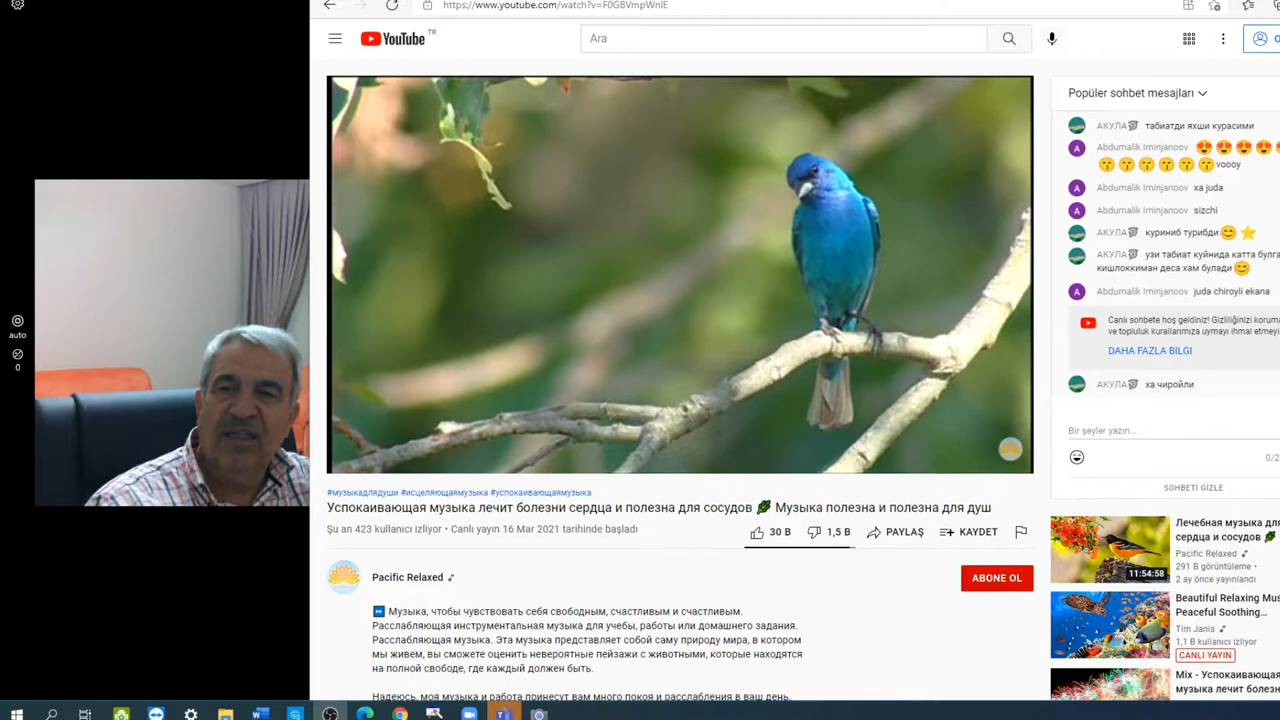 https://www.youtube.com/watch?v=F0GBVmpWnIE
YouTube TR
Ara
auto
0
Popüler sohbet mesajları
АКУЛА табиатди яхши курасими
Abdumalik Iminjanoov 😍😍😍😍
😙😙😙😙😙😙 voooy
Abdumalik Iminjanoov xa juda
Abdumalik Iminjanoov sizchi
АКУЛА куриниб турибди😊 ⭐
АКУЛА узи табиат куйнида катта булга
кишлоккиман деса хам булади😊
Abdumalik Iminjanoov juda chiroyli ekana
Canlı sohbete hoş geldiniz! Gizliliğinizi koruma
ve topluluk kurallarımıza uymayı ihmal etmeyi
DAHA FAZLA BILGI
АКУЛА ха чиройли
Bir şeyler yazın...
0/2
SOHBETİ GİZLE
#музыкадлядуши #исцеляющаямузыка #успокаивающаямузыка
Успокаивающая музыка лечит болезни сердца и полезна для сосудов 🌿 Музыка полезна и полезна для душ
Şu an 423 kullanıcı izliyor • Canlı yayın 16 Mar 2021 tarihinde başladı
30 B 1,5 B PAYLAŞ KAYDET
Pacific Relaxed ♪
ABONE OL
⏩ Музыка, чтобы чувствовать себя свободным, счастливым и счастливым.
Расслабляющая инструментальная музыка для учебы, работы или домашнего задания.
Расслабляющая музыка. Эта музыка представляет собой саму природу мира, в котором
мы живем, вы сможете оценить невероятные пейзажи с животными, которые находятся
на полной свободе, где каждый должен быть.
Надеюсь, моя музыка и работа принесут вам много покоя и расслабления в ваш день.
11:54:58
Лечебная музыка для
сердца и сосудов 🌿
Pacific Relaxed ♪
291 B görüntüleme •
2 ay önce yayınlandı
Beautiful Relaxing Mus
Peaceful Soothing...
Tim Janis ♪
1,1 B kullanıcı izliyor
CANLI YAYIN
Mix - Успокаивающая
музыка лечит болезн